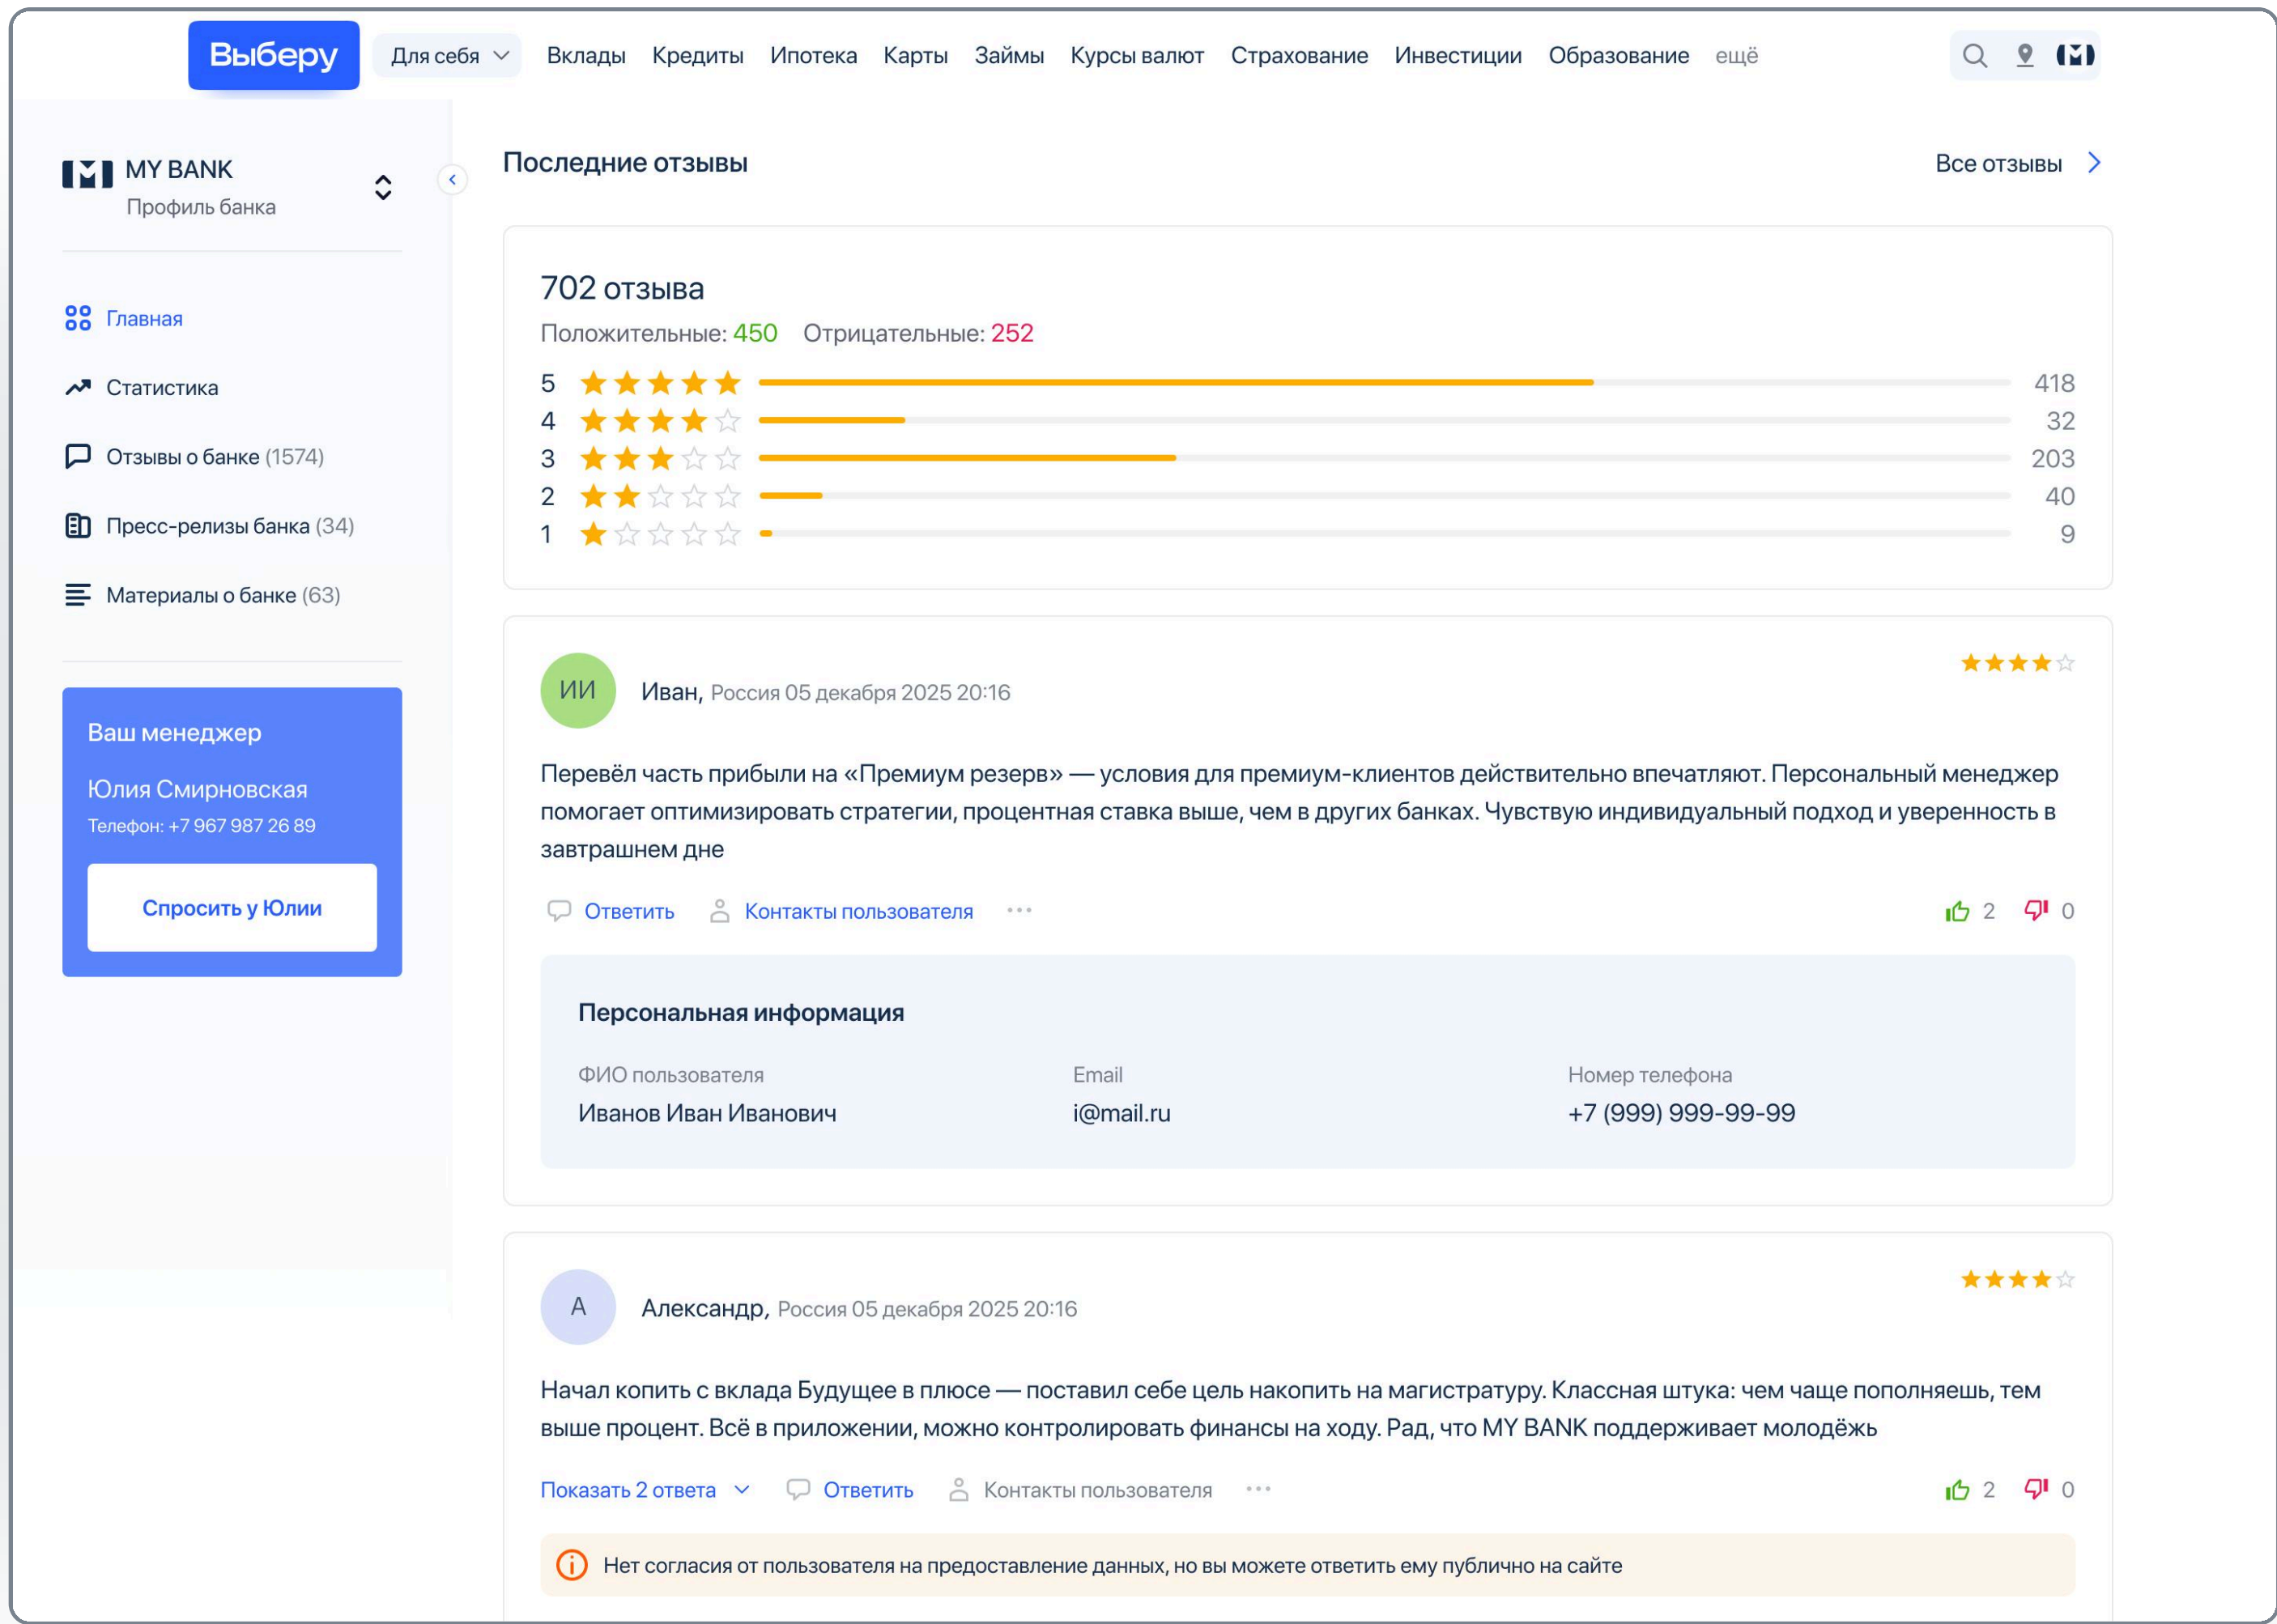 Выберу
Для себя Вклады Кредиты Ипотека Карты Займы Курсы валют Страхование Инвестиции Образование ещё
MY BANK
Профиль банка
Главная
Статистика
Отзывы о банке (1574)
Пресс-релизы банка (34)
Материалы о банке (63)
Ваш менеджер
Юлия Смирновская
Телефон: +7 967 987 26 89
Спросить у Юлии
Последние отзывы
Все отзывы
702 отзыва
Положительные: 450 Отрицательные: 252
5 418
4 32
3 203
2 40
1 9
ИИ
Иван, Россия 05 декабря 2025 20:16
Перевёл часть прибыли на «Премиум резерв» — условия для премиум-клиентов действительно впечатляют. Персональный менеджер
помогает оптимизировать стратегии, процентная ставка выше, чем в других банках. Чувствую индивидуальный подход и уверенность в
завтрашнем дне
Ответить Контакты пользователя ··· 2 0
Персональная информация
ФИО пользователя Email Номер телефона
Иванов Иван Иванович i@mail.ru +7 (999) 999-99-99
А
Александр, Россия 05 декабря 2025 20:16
Начал копить с вклада Будущее в плюсе — поставил себе цель накопить на магистратуру. Классная штука: чем чаще пополняешь, тем
выше процент. Всё в приложении, можно контролировать финансы на ходу. Рад, что MY BANK поддерживает молодёжь
Показать 2 ответа Ответить Контакты пользователя ··· 2 0
Нет согласия от пользователя на предоставление данных, но вы можете ответить ему публично на сайте